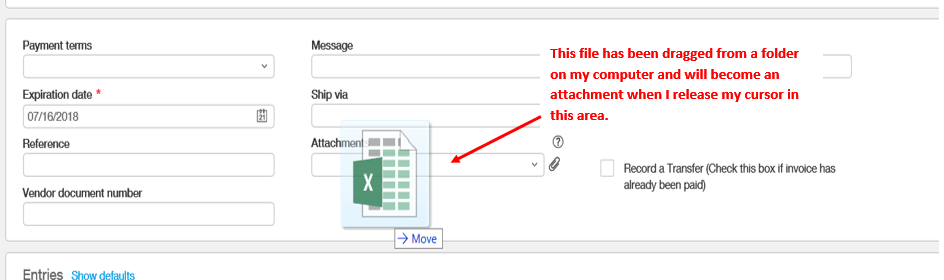 Payment terms
Message
This file has been dragged from a folder
on my computer and will become an
attachment when I release my cursor in
this area.
Expiration date *
Ship via
07/16/2018
21
Reference
Attachments
?
X
Record a Transfer (Check this box if invoice has
already been paid)
Vendor document number
Move
Entries Show defaults